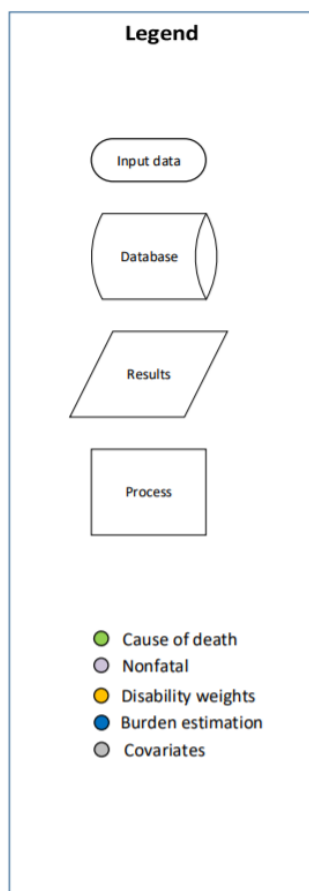 Legend
Input data
Database
Results
Process
Cause of death
Nonfatal
Disability weights
Burden estimation
Covariates